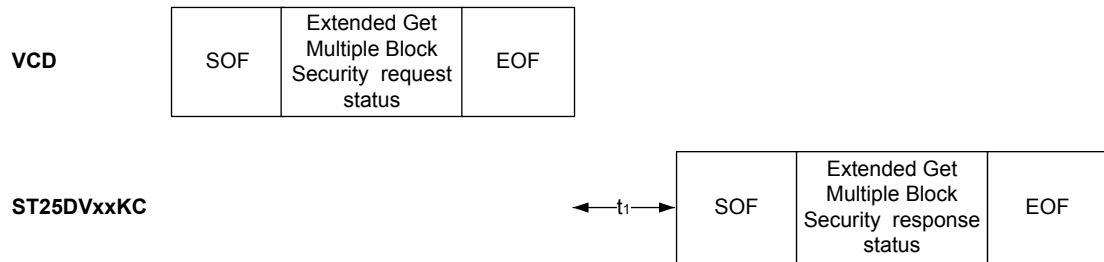 VCD
SOF
Extended Get
Multiple Block
Security request
status
EOF
ST25DVxxKC
t1
SOF
Extended Get
Multiple Block
Security response
status
EOF